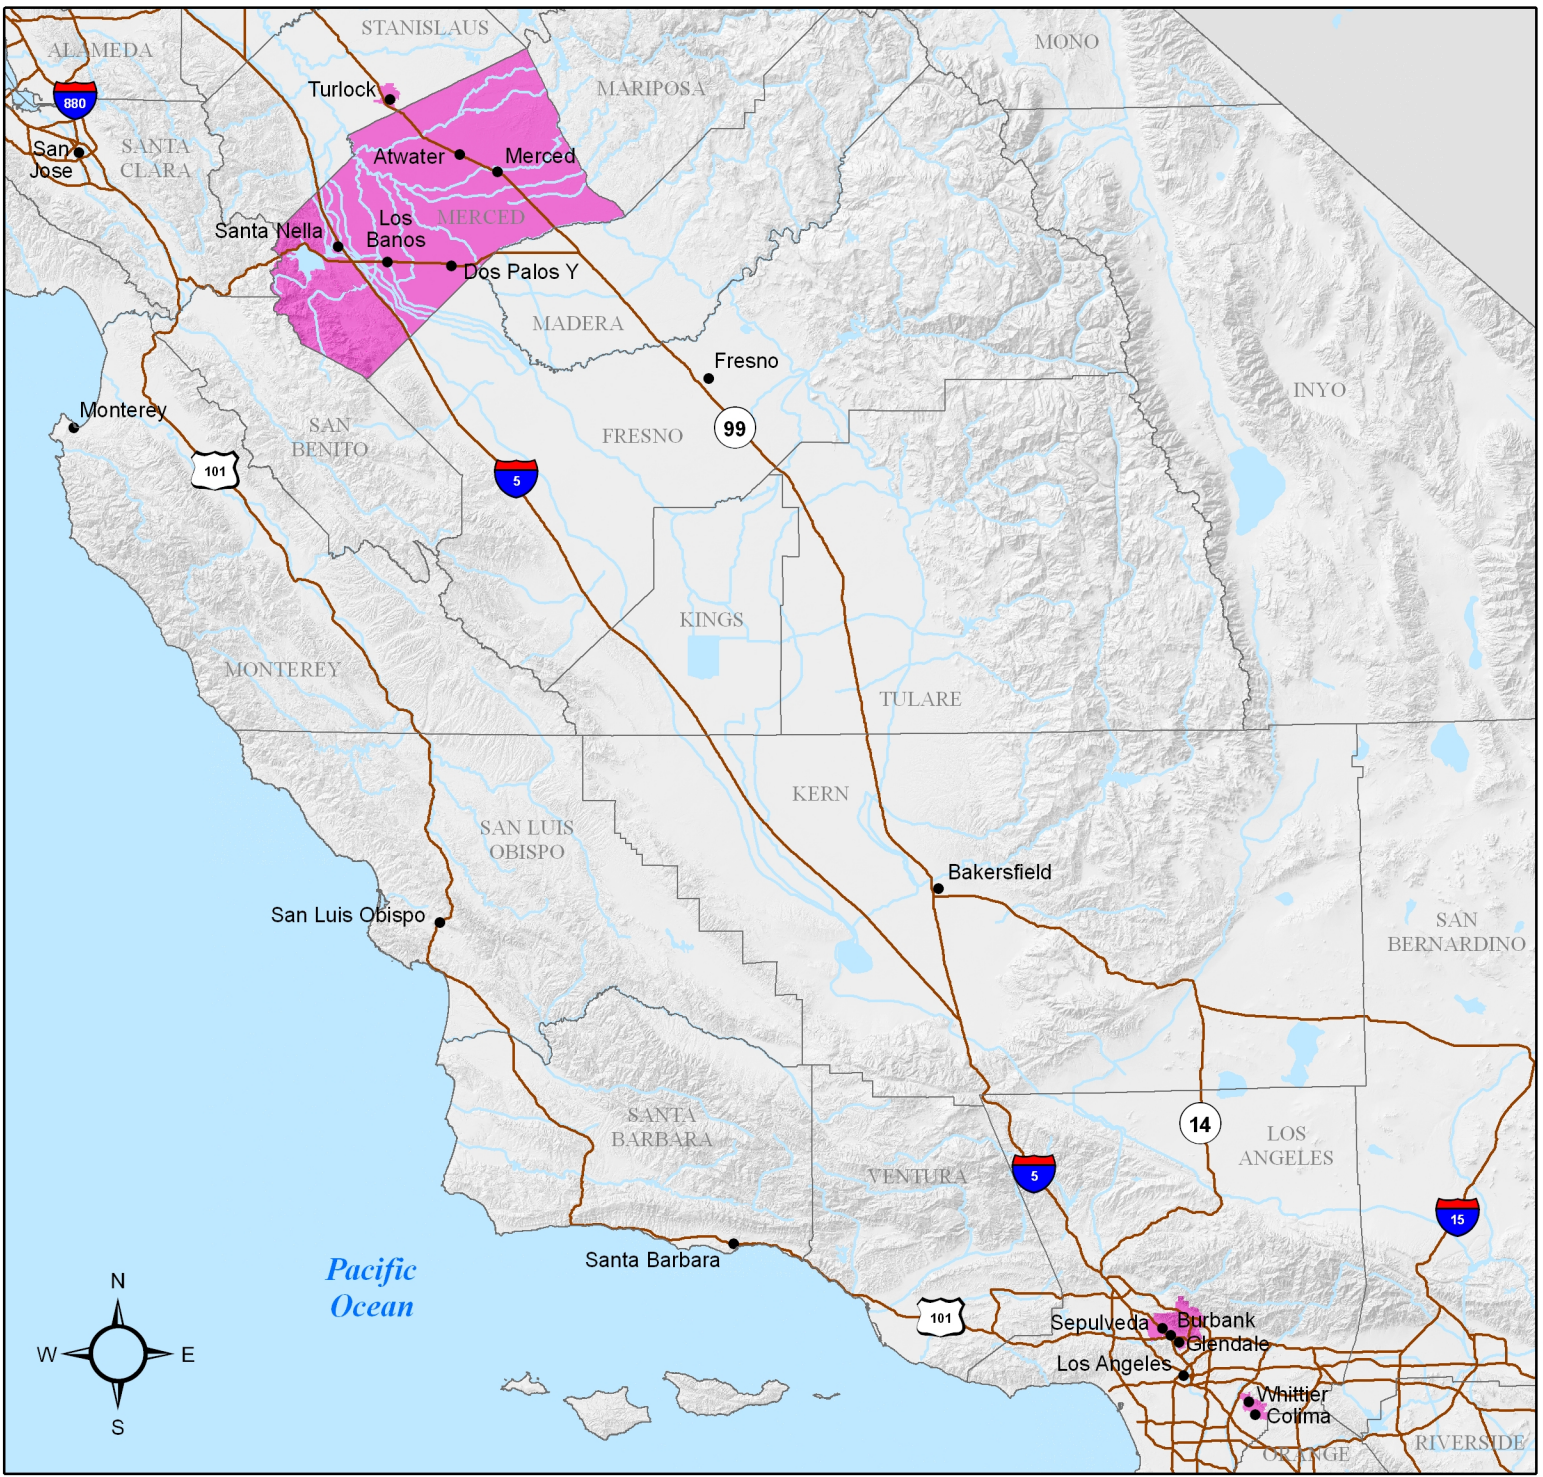 STANISLAUS
ALAMEDA
MONO
880
Turlock
MARIPOSA
SANTA
CLARA
San
Jose
Atwater
Merced
MERCED
Los
Banos
Santa Nella
Dos Palos Y
MADERA
Fresno
INYO
Monterey
SAN
BENITO
FRESNO
99
101
5
KINGS
MONTEREY
TULARE
KERN
SAN LUIS
OBISPO
Bakersfield
San Luis Obispo
SAN
BERNARDINO
SANTA
BARBARA
14
LOS
ANGELES
VENTURA
5
15
Santa Barbara
Pacific
Ocean
N
W
E
S
101
Sepulveda
Burbank
Glendale
Los Angeles
Whittier
Colima
ORANGE
RIVERSIDE